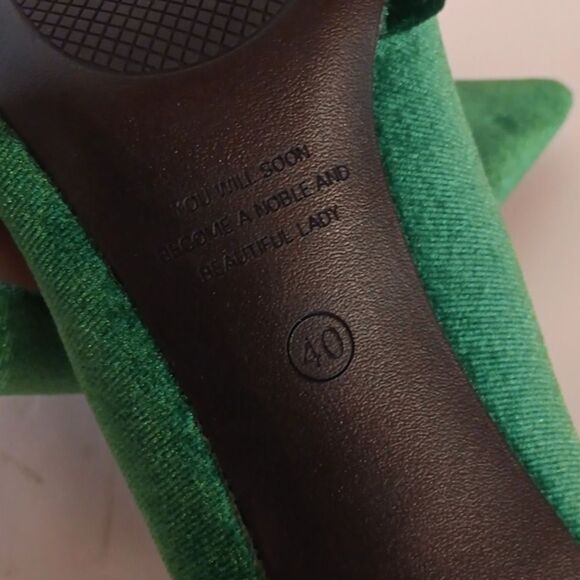 YOU WILL SOON
BECOME A NOBLE AND
BEAUTIFUL LADY
40